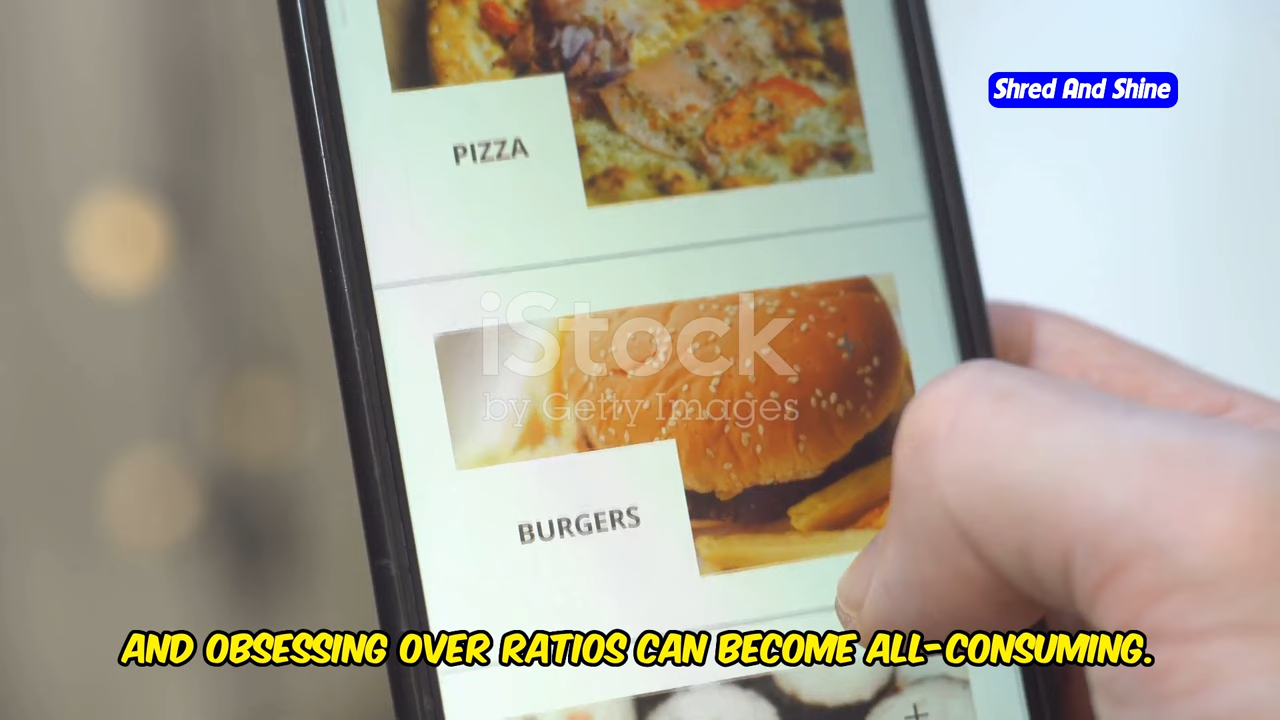 Shred And Shine
PIZZA
iStock
by Getty Images
BURGERS
AND OBSESSING OVER RATIOS CAN BECOME ALL-CONSUMING.